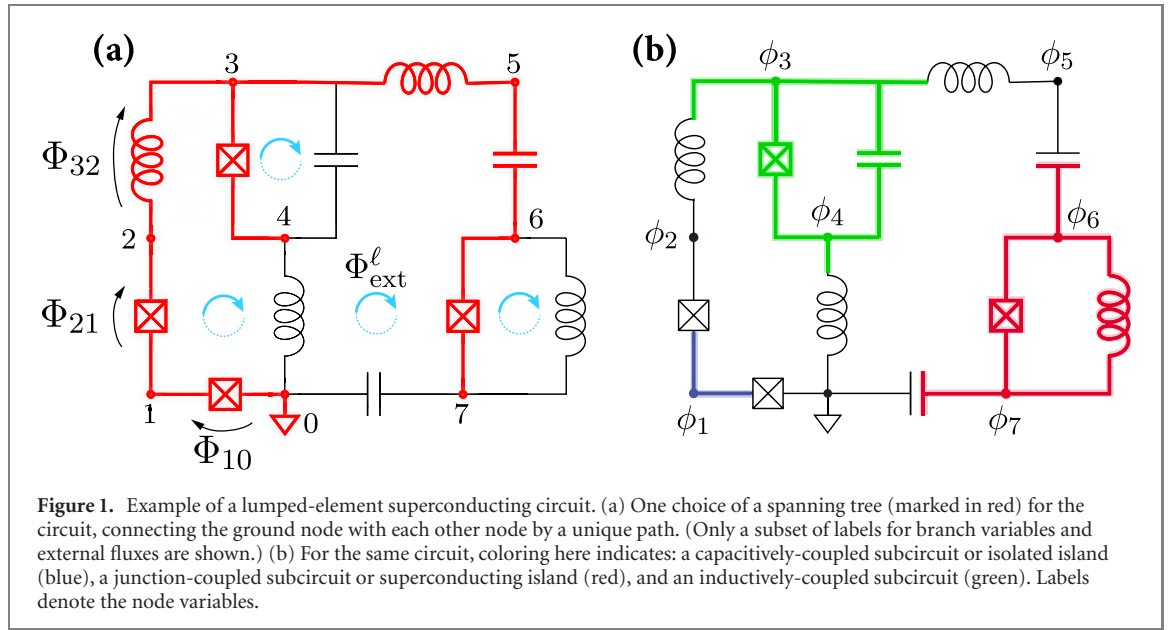 (a)
3
5
Φ32
4
2
6
Φℓext
Φ21
1
0
7
Φ10
(b)
ϕ3
ϕ5
ϕ4
ϕ2
ϕ6
ϕ1
ϕ7
Figure 1. Example of a lumped-element superconducting circuit. (a) One choice of a spanning tree (marked in red) for the
circuit, connecting the ground node with each other node by a unique path. (Only a subset of labels for branch variables and
external fluxes are shown.) (b) For the same circuit, coloring here indicates: a capacitively-coupled subcircuit or isolated island
(blue), a junction-coupled subcircuit or superconducting island (red), and an inductively-coupled subcircuit (green). Labels
denote the node variables.